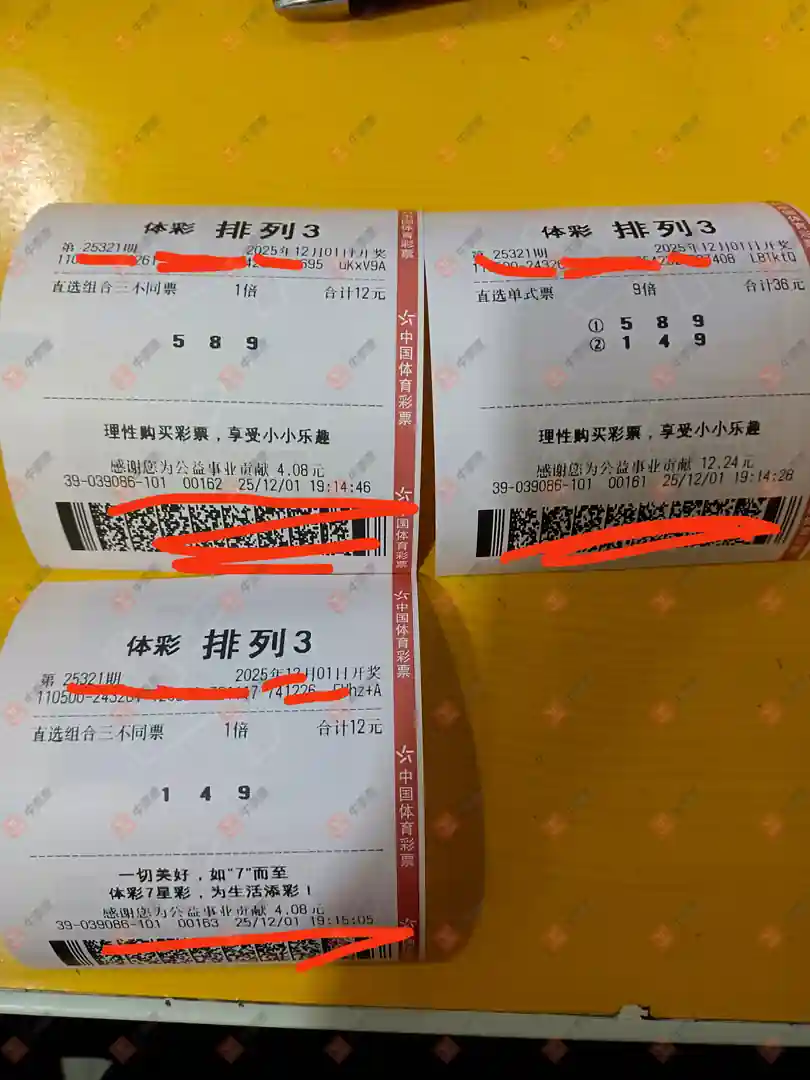 体彩 排列3
第 25321期 2025年12月01日开奖
uKxV9A
直选组合三不同票 1倍 合计12元
5 8 9
理性购买彩票，享受小小乐趣
感谢您为公益事业贡献 4.08元
39-039086-101 00162 25/12/01 19:14:46
中国体育彩票
体彩 排列3
第 25321期 2025年12月01日开奖
LBTktQ
直选单式票 9倍 合计36元
① 5 8 9
② 1 4 9
理性购买彩票，享受小小乐趣
感谢您为公益事业贡献 12.24元
39-039086-101 00161 25/12/01 19:14:28
体彩 排列3
第 25321期 2025年12月01日开奖
741226
直选组合三不同票 1倍 合计12元
1 4 9
一切美好，如“7”而至
体彩7星彩，为生活添彩！
感谢您为公益事业贡献 4.08元
39-039086-101 00163 25/12/01 19:15:05
中国体育彩票
中国体育彩票